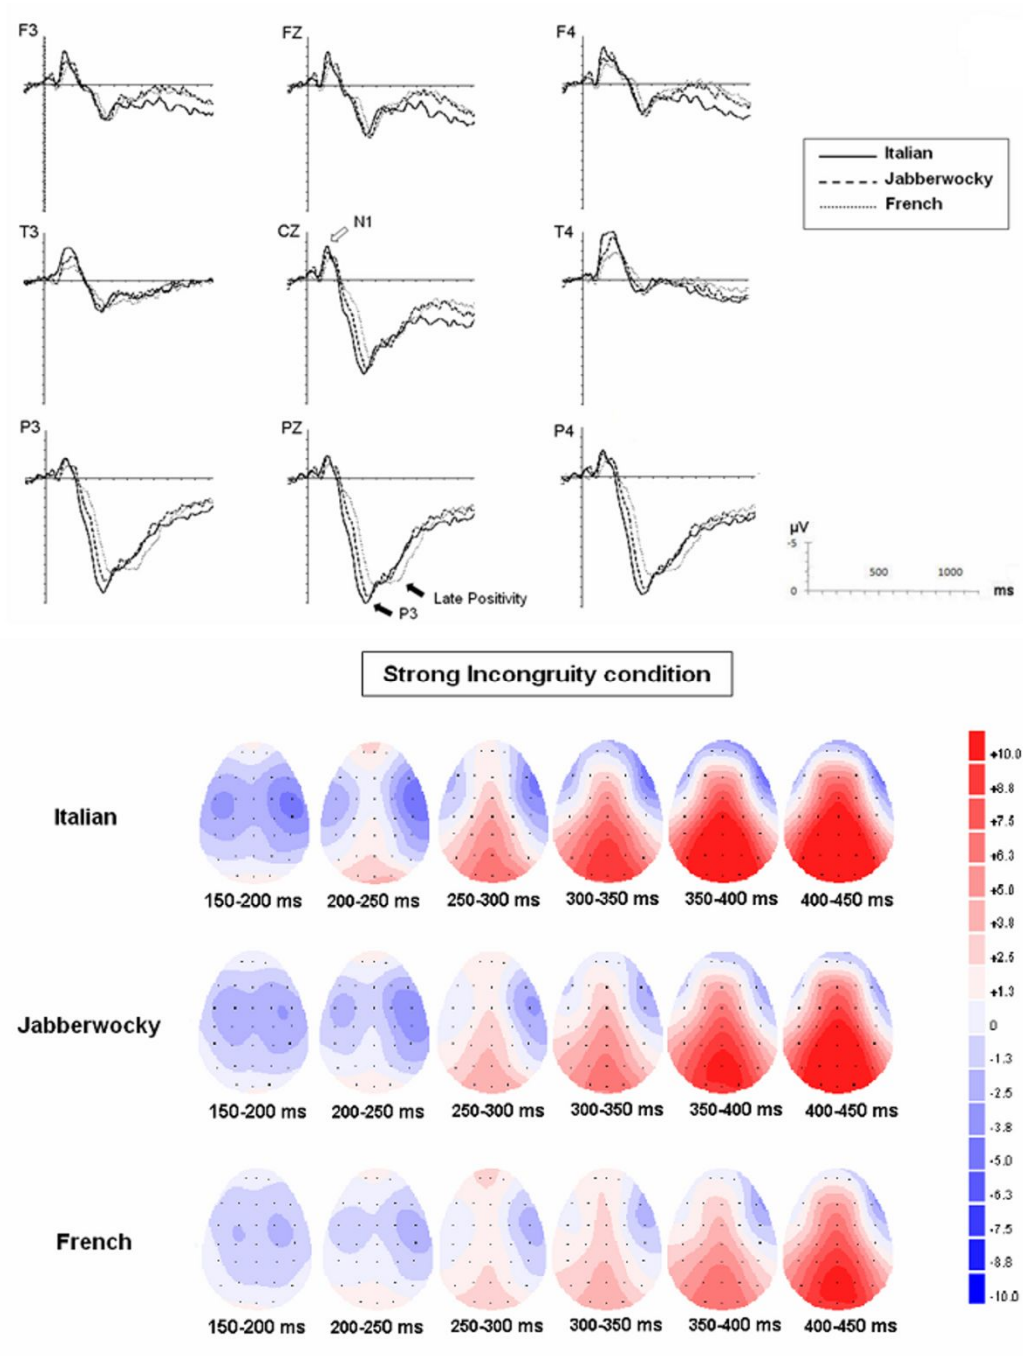 F3
FZ
F4
Italian
Jabberwocky
French
T3
CZ
N1
T4
P3
PZ
P4
µV
-5
0
500
1000
ms
Late Positivity
P3
Strong Incongruity condition
Italian
150-200 ms 200-250 ms 250-300 ms 300-350 ms 350-400 ms 400-450 ms
Jabberwocky
150-200 ms 200-250 ms 250-300 ms 300-350 ms 350-400 ms 400-450 ms
French
150-200 ms 200-250 ms 250-300 ms 300-350 ms 350-400 ms 400-450 ms
+10.0
+8.8
+7.5
+6.3
+5.0
+3.8
+2.5
+1.3
0
-1.3
-2.5
-3.8
-5.0
-6.3
-7.5
-8.8
-10.0